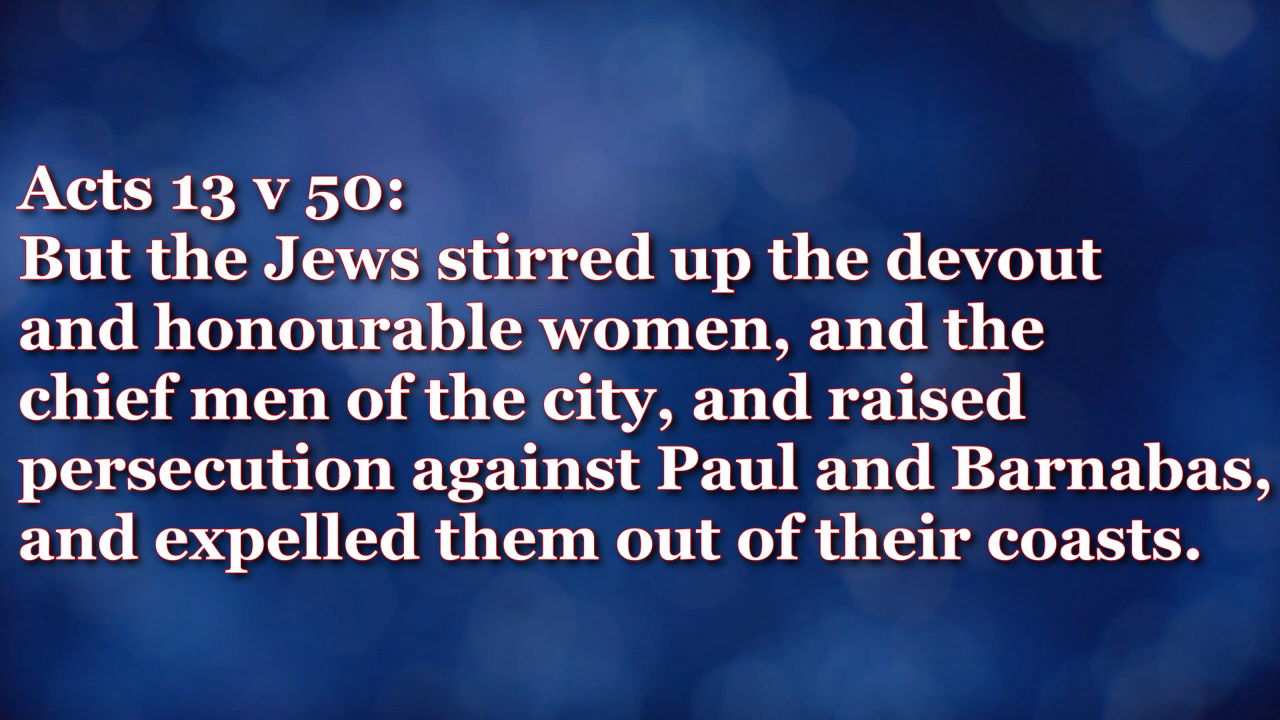 Acts 13 v 50:
But the Jews stirred up the devout
and honourable women, and the
chief men of the city, and raised
persecution against Paul and Barnabas,
and expelled them out of their coasts.